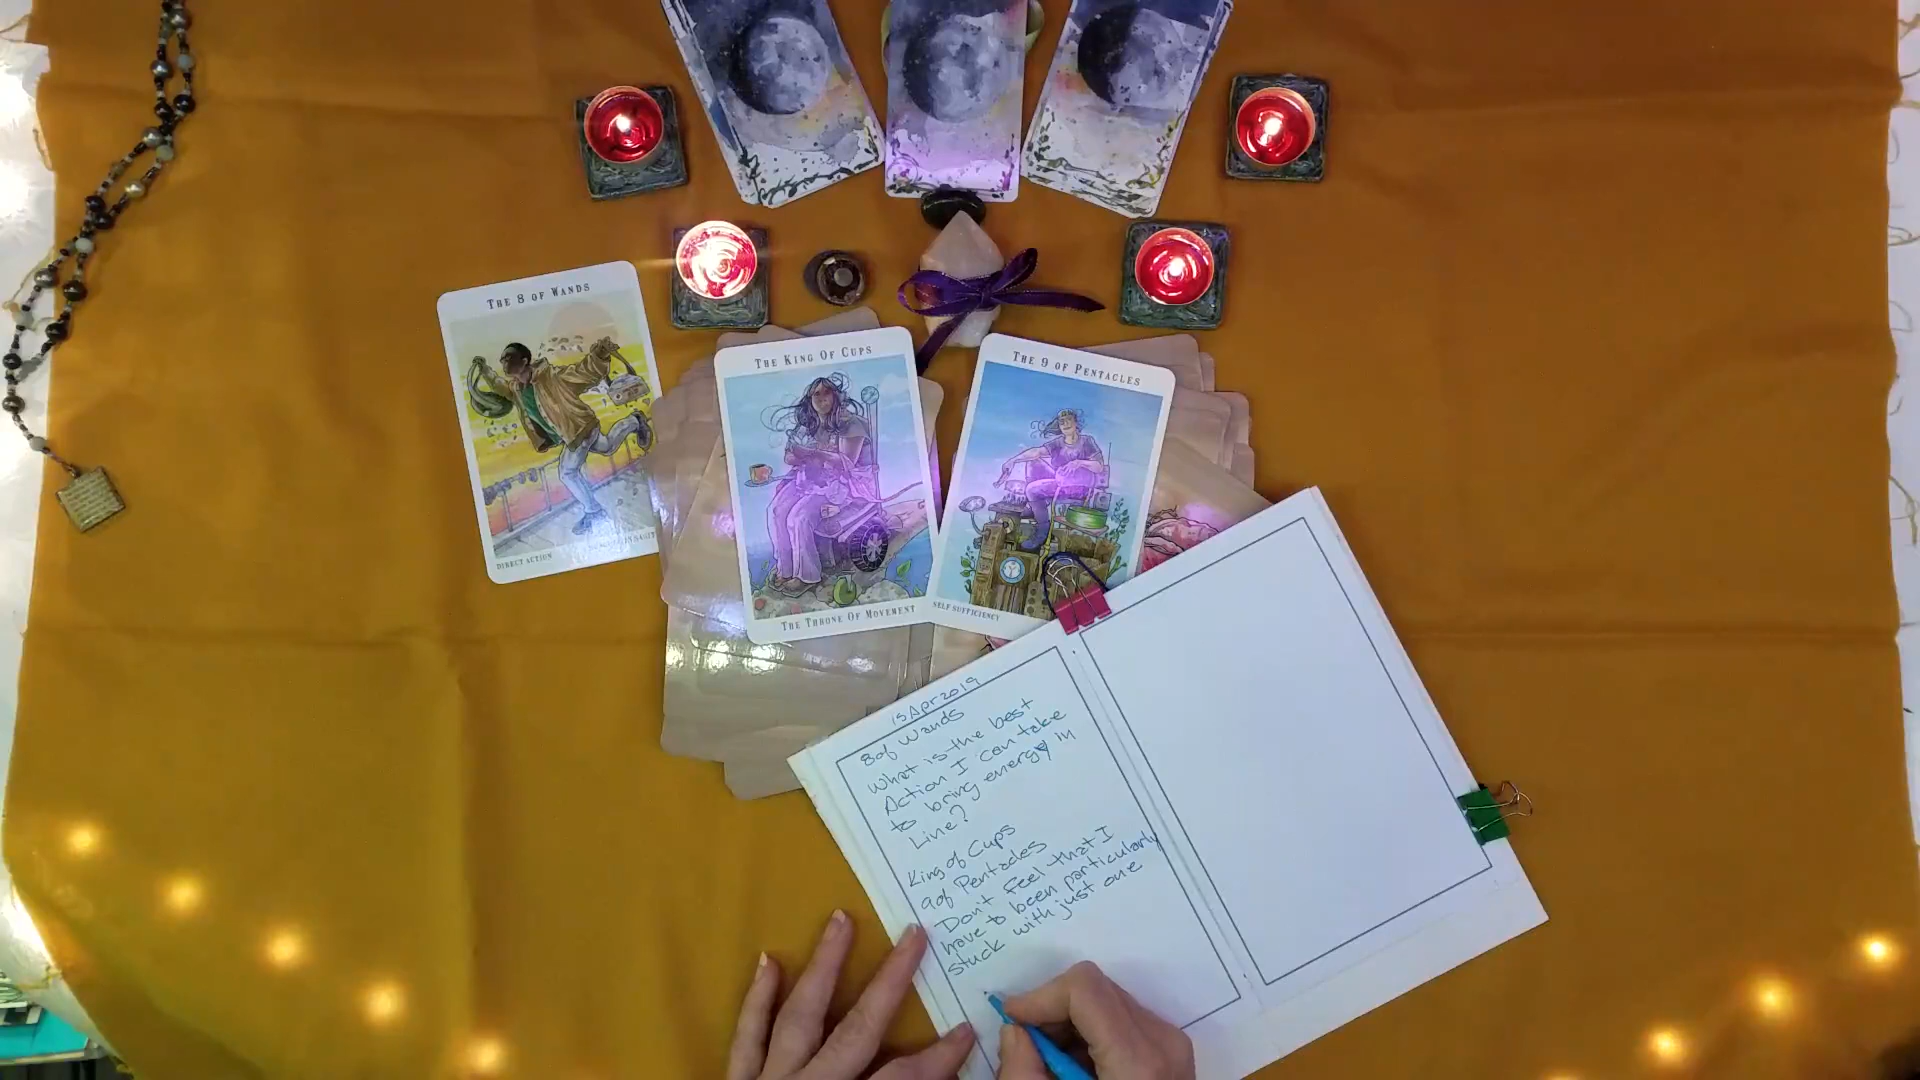 THE 8 OF WANDS
DIRECT ACTION
THE KING OF CUPS
THE THRONE OF MOVEMENT
THE 9 OF PENTACLES
SELF SUFFICIENCY
15 Apr 2019
8 of Wands
What is the best
Action I can take
to bring energy in
Line?
King of Cups
9 of Pentacles
Don't feel that I
have to been particularly
stuck with just one